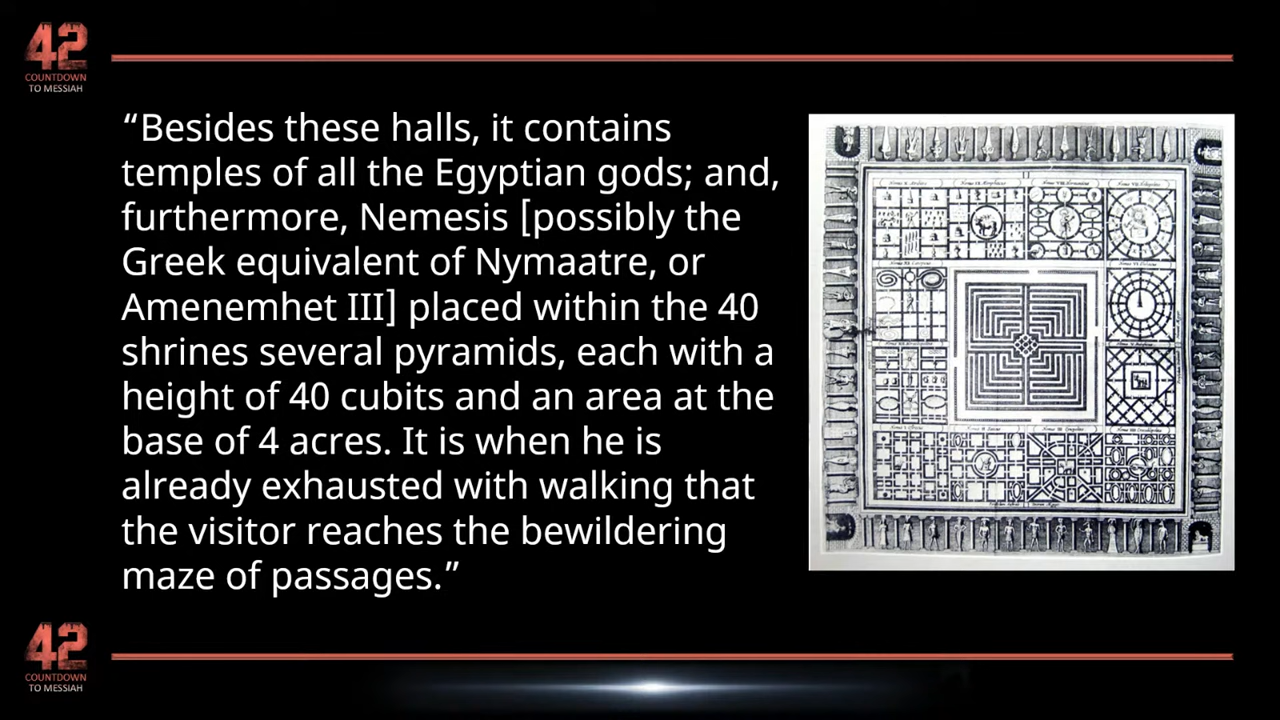 42
COUNTDOWN
TO MESSIAH
“Besides these halls, it contains
temples of all the Egyptian gods; and,
furthermore, Nemesis [possibly the
Greek equivalent of Nymaatre, or
Amenemhet III] placed within the 40
shrines several pyramids, each with a
height of 40 cubits and an area at the
base of 4 acres. It is when he is
already exhausted with walking that
the visitor reaches the bewildering
maze of passages.”
42
COUNTDOWN
TO MESSIAH